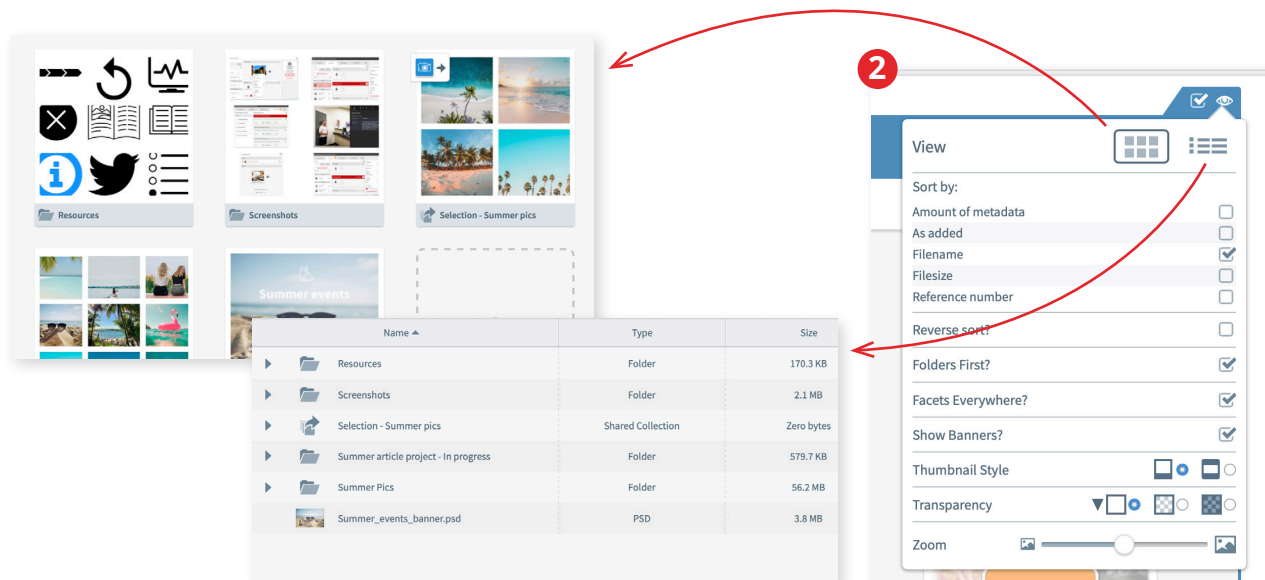 2
Resources
Screenshots
Selection - Summer pics
Summer events
Name
Type
Size
Resources
Folder
170.3 KB
Screenshots
Folder
2.1 MB
Selection - Summer pics
Shared Collection
Zero bytes
Summer article project - In progress
Folder
579.7 KB
Summer Pics
Folder
56.2 MB
Summer_events_banner.psd
PSD
3.8 MB
View
Sort by:
Amount of metadata
As added
Filename
Filesize
Reference number
Reverse sort?
Folders First?
Facets Everywhere?
Show Banners?
Thumbnail Style
Transparency
Zoom